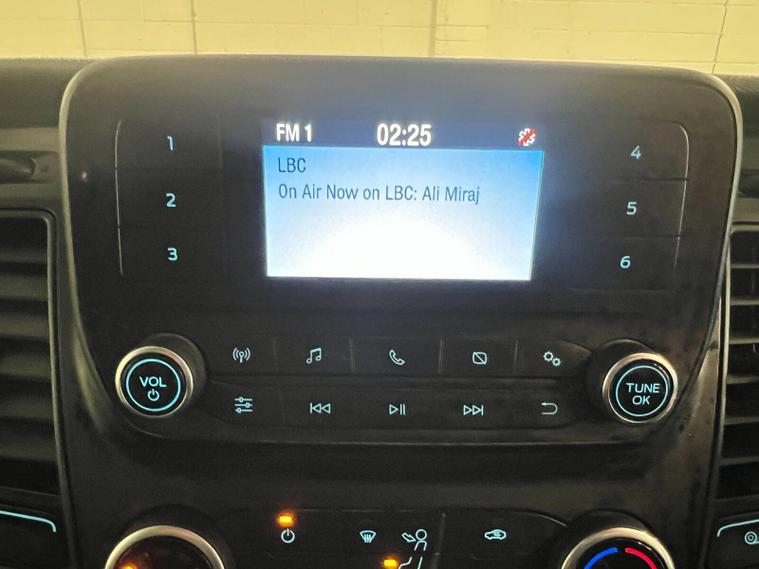 FM 1 02:25
LBC
On Air Now on LBC: Ali Miraj
1
2
3
4
5
6
VOL
TUNE
OK